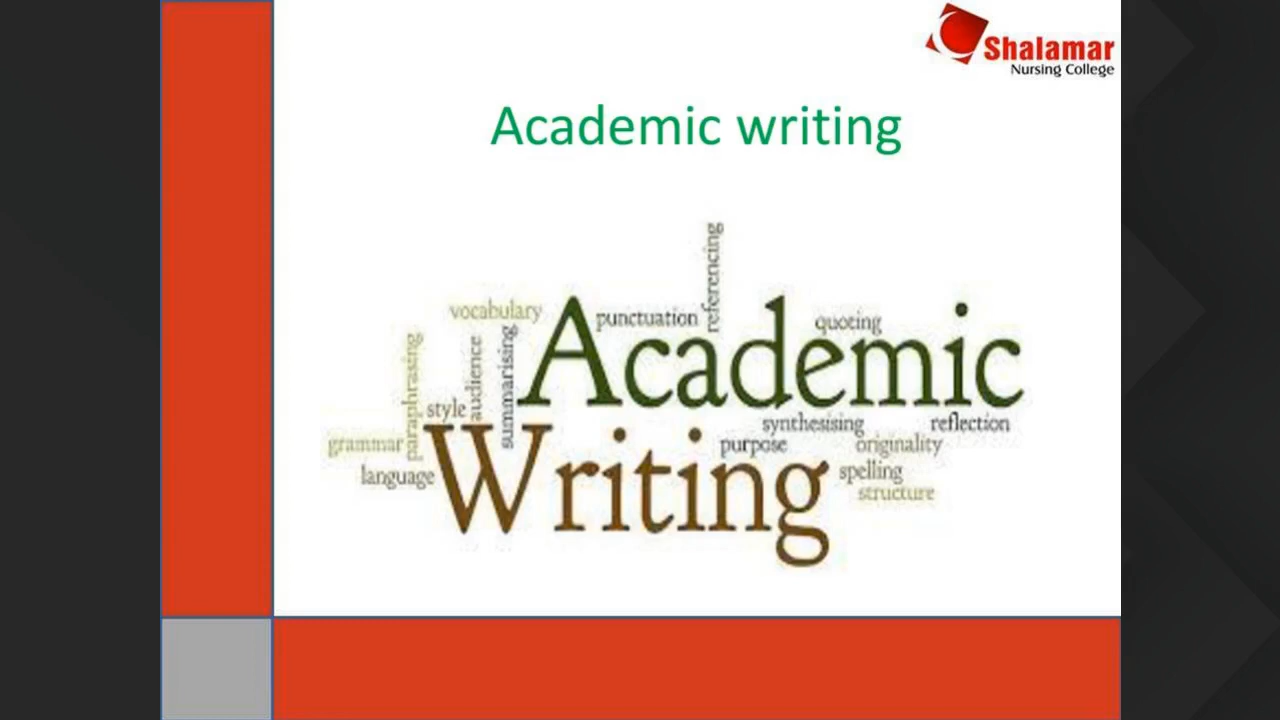 Shalamar
Nursing College
Academic writing
referencing
vocabulary
punctuation
quoting
paraphrasing
audience
summarising
Academic
style
synthesising
reflection
grammar
purpose
originality
language
Writing
spelling
structure